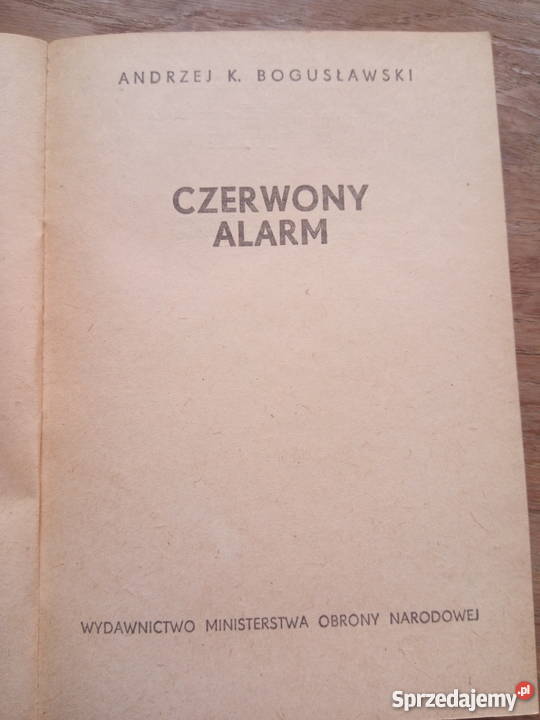 ANDRZEJ K. BOGUSŁAWSKI
CZERWONY
ALARM
WYDAWNICTWO MINISTERSTWA OBRONY NARODOWEJ
Sprzedajemy.pl